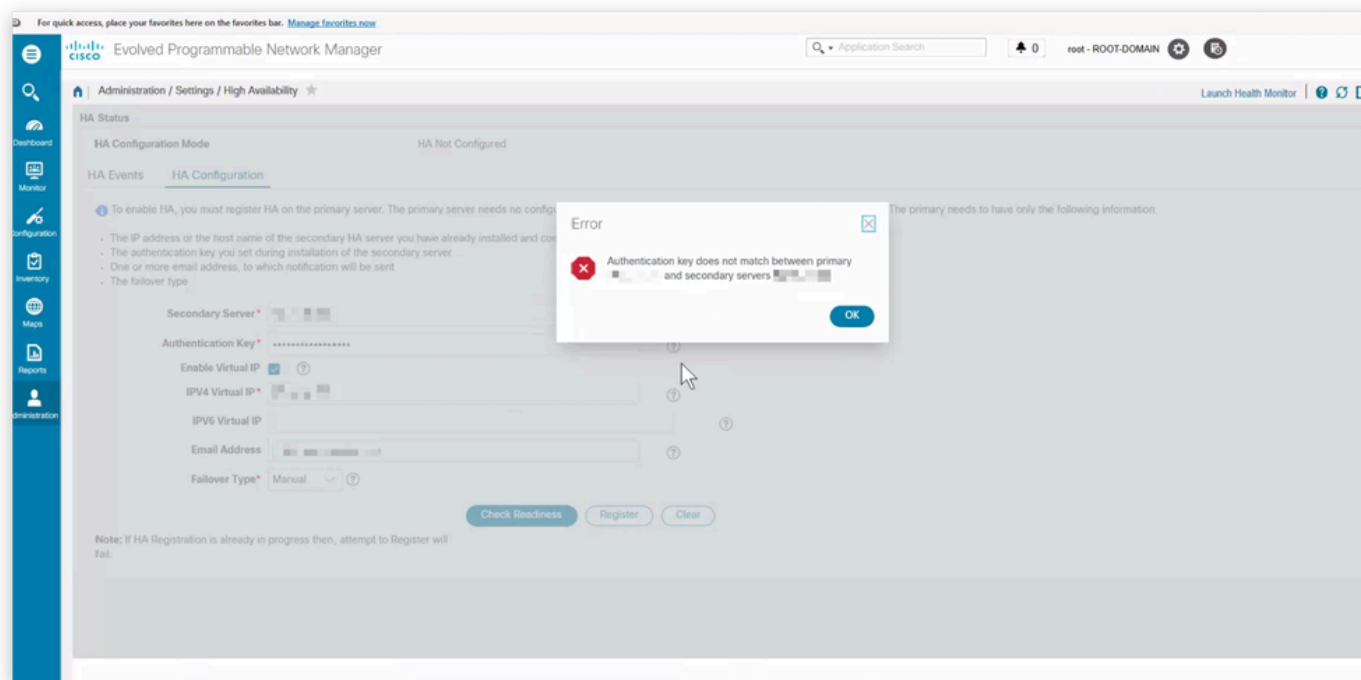 For quick access, place your favorites here on the favorites bar. Manage favorites now
cisco Evolved Programmable Network Manager
Application Search
0
root - ROOT-DOMAIN
Administration / Settings / High Availability
Launch Health Monitor
Dashboard
Monitor
Configuration
Inventory
Maps
Reports
dministration
HA Status
HA Configuration Mode HA Not Configured
HA Events HA Configuration
To enable HA, you must register HA on the primary server. The primary server needs no configu
The primary needs to have only the following information.
The IP address or the host name of the secondary HA server you have already installed and con
The authentication key you set during installation of the secondary server
One or more email address, to which notification will be sent
The failover type
Error
Authentication key does not match between primary
and secondary servers
OK
Secondary Server*
Authentication Key* •••••••••••••••••
Enable Virtual IP
IPV4 Virtual IP*
IPV6 Virtual IP
Email Address
Failover Type* Manual
Check Readiness Register Clear
Note: If HA Registration is already in progress then, attempt to Register will
fail.